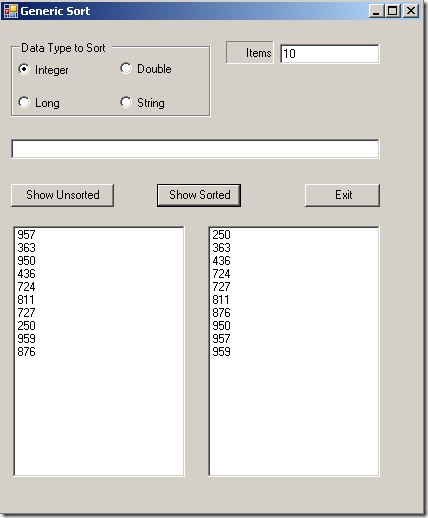 Generic Sort
Data Type to Sort
Integer
Double
Long
String
Items
10
Show Unsorted
Show Sorted
Exit
957
363
950
436
724
811
727
250
959
876
250
363
436
724
727
811
876
950
957
959